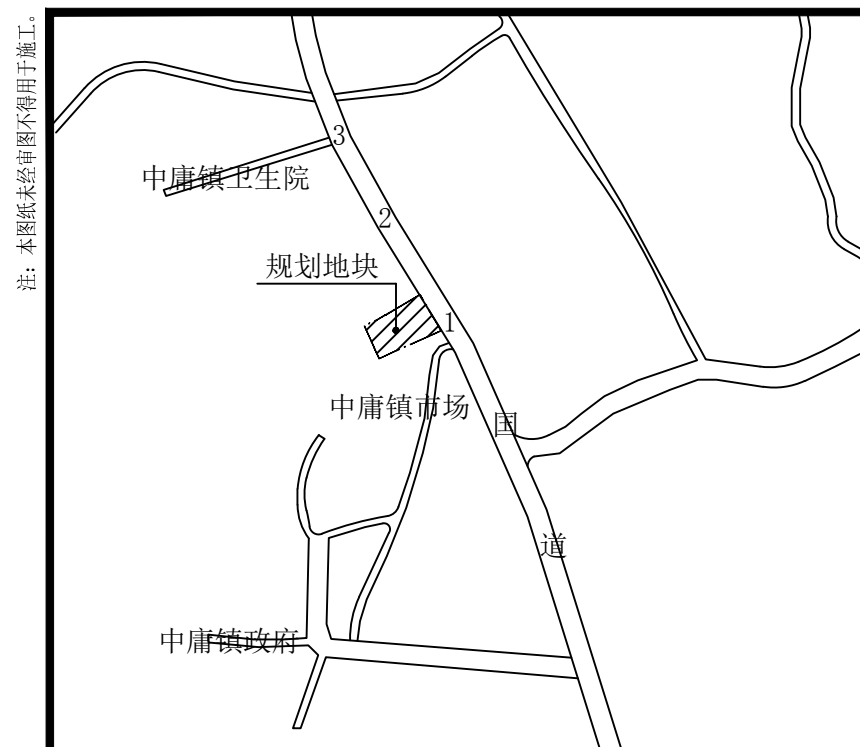 注：本图纸未经审图不得用于施工。
3
中庸镇卫生院
2
规划地块
1
中庸镇市场
国
道
中庸镇政府